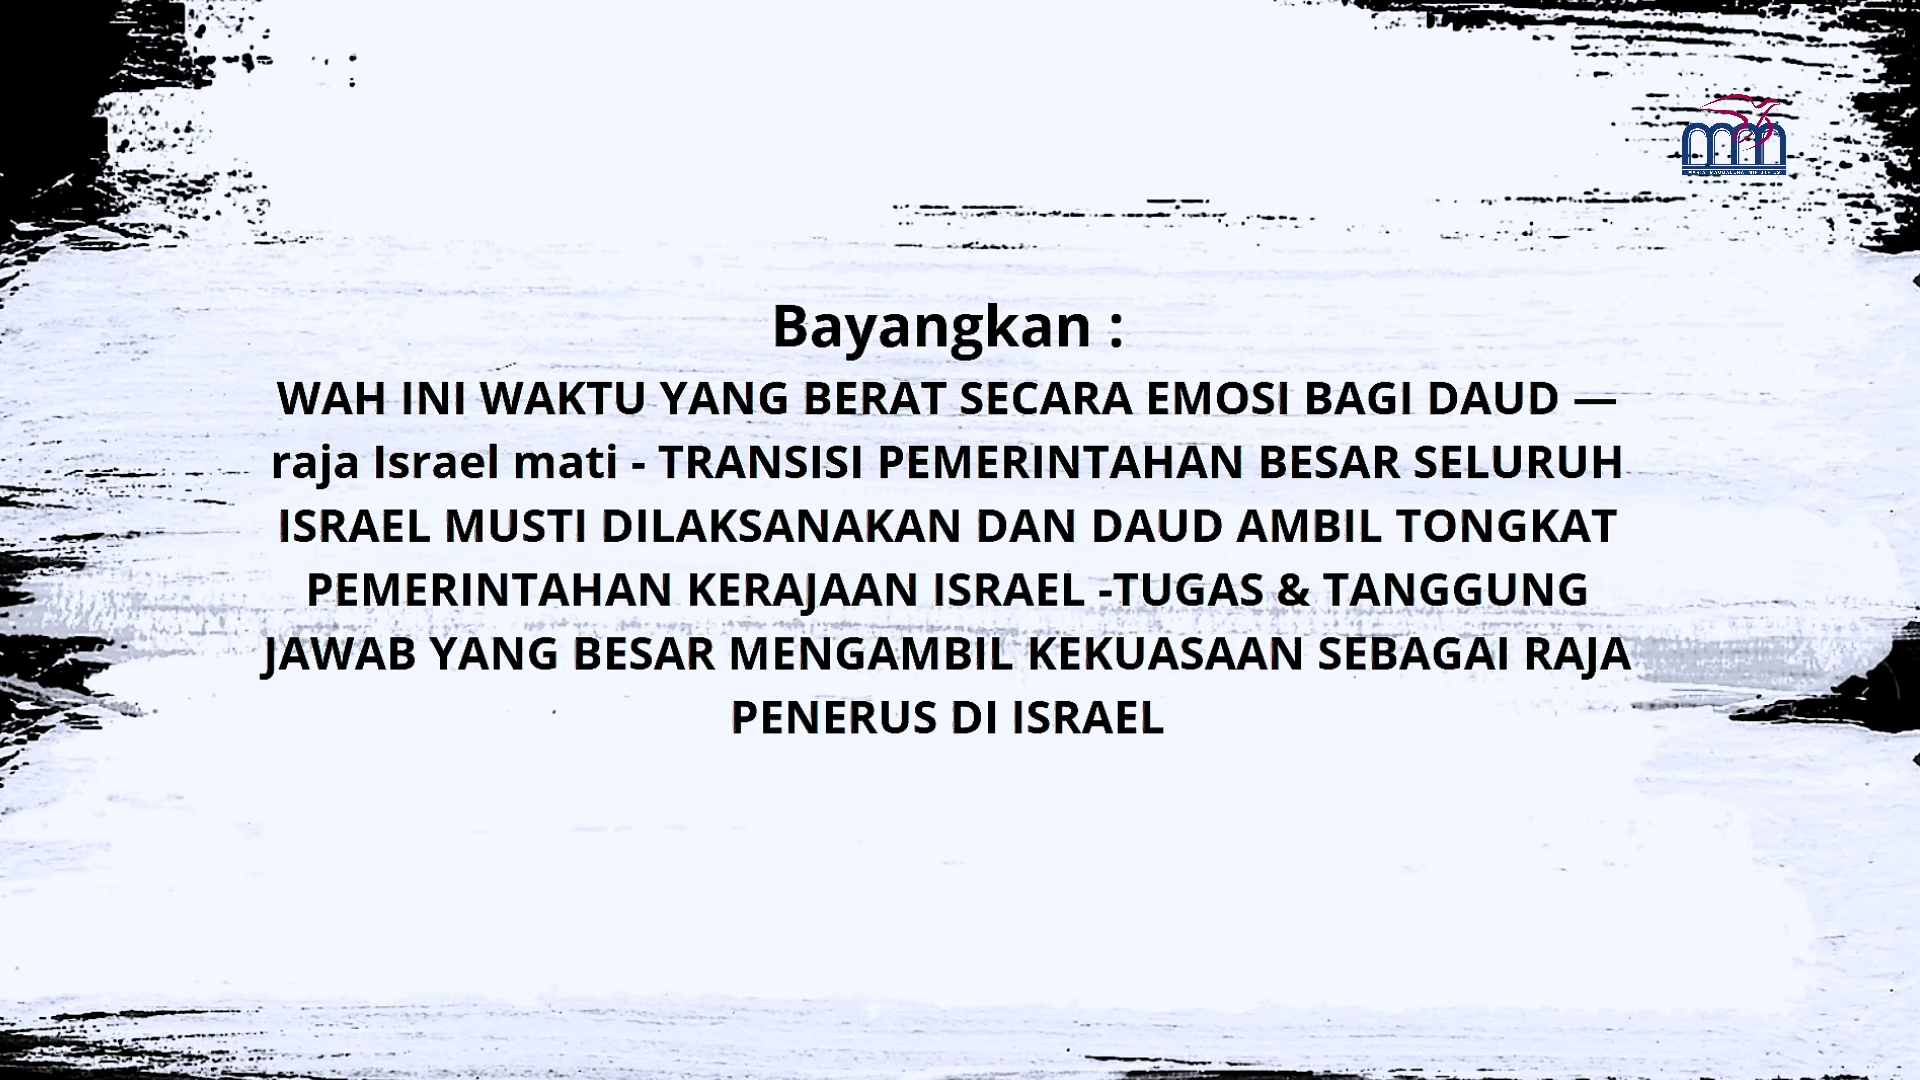 Bayangkan :
WAH INI WAKTU YANG BERAT SECARA EMOSI BAGI DAUD —
raja Israel mati - TRANSISI PEMERINTAHAN BESAR SELURUH
ISRAEL MUSTI DILAKSANAKAN DAN DAUD AMBIL TONGKAT
PEMERINTAHAN KERAJAAN ISRAEL -TUGAS & TANGGUNG
JAWAB YANG BESAR MENGAMBIL KEKUASAAN SEBAGAI RAJA
PENERUS DI ISRAEL